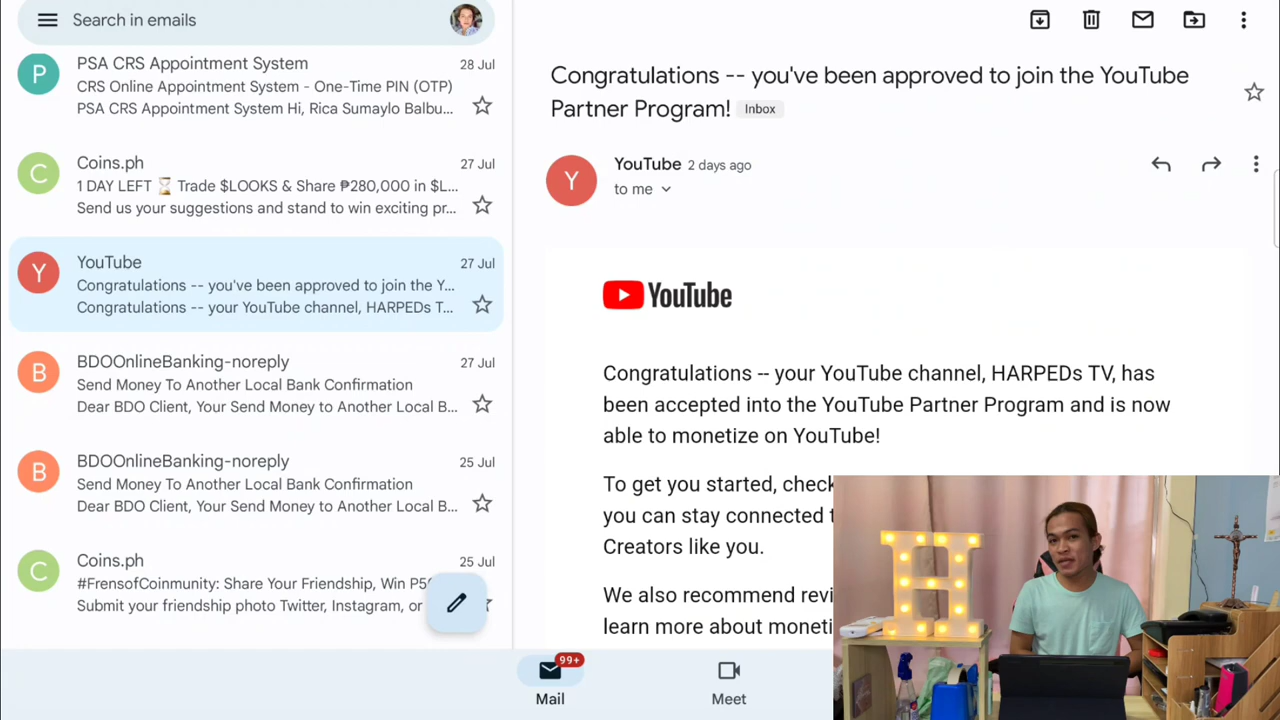 Search in emails
P
PSA CRS Appointment System
28 Jul
CRS Online Appointment System - One-Time PIN (OTP)
PSA CRS Appointment System Hi, Rica Sumaylo Balbu...
C
Coins.ph
27 Jul
1 DAY LEFT ⏳ Trade $LOOKS & Share ₱280,000 in $L...
Send us your suggestions and stand to win exciting pr...
Y
YouTube
27 Jul
Congratulations -- you've been approved to join the Y...
Congratulations -- your YouTube channel, HARPEDs T...
B
BDOOnlineBanking-noreply
27 Jul
Send Money To Another Local Bank Confirmation
Dear BDO Client, Your Send Money to Another Local B...
B
BDOOnlineBanking-noreply
25 Jul
Send Money To Another Local Bank Confirmation
Dear BDO Client, Your Send Money to Another Local B...
C
Coins.ph
25 Jul
#FrensofCoinmunity: Share Your Friendship, Win
Submit your friendship photo Twitter, Instagram, or
99+
Mail
Meet
Congratulations -- you've been approved to join the YouTube
Partner Program! Inbox
Y
YouTube 2 days ago
to me
YouTube
Congratulations -- your YouTube channel, HARPEDs TV, has
been accepted into the YouTube Partner Program and is now
able to monetize on YouTube!
To get you started, check
you can stay connected
Creators like you.
We also recommend
learn more about
H